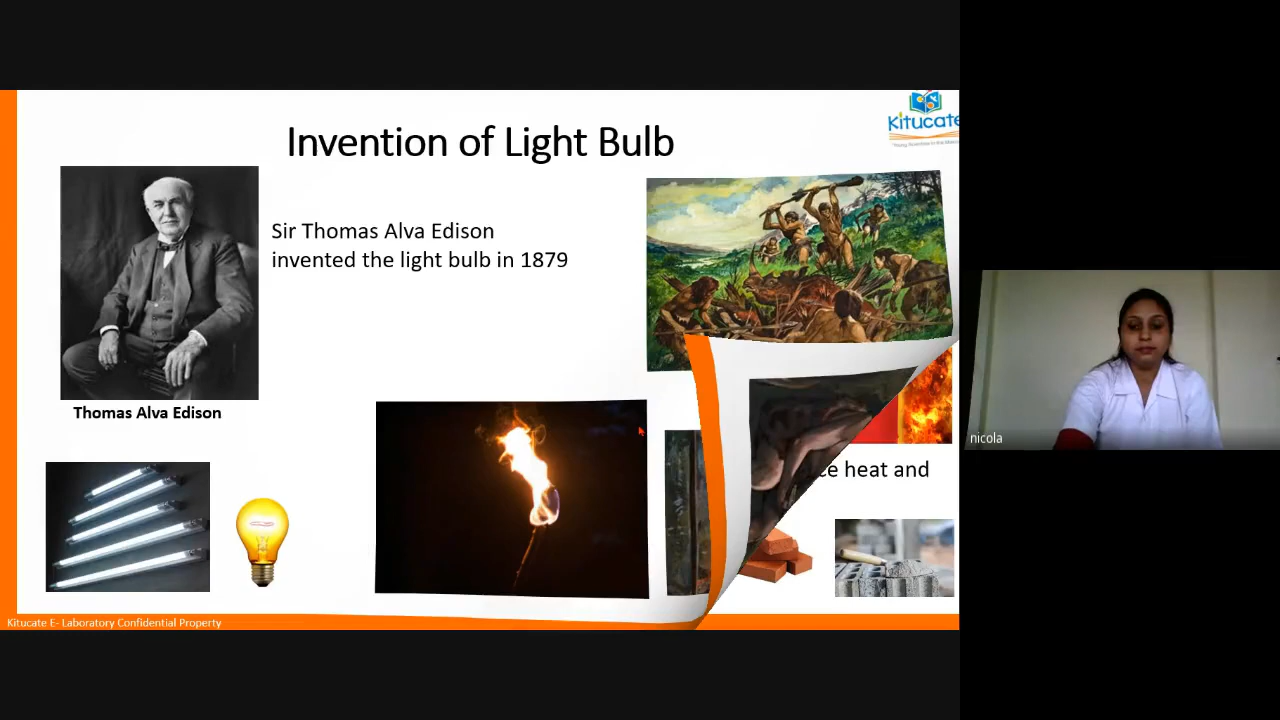 Invention of Light Bulb
Kitucate
Sir Thomas Alva Edison
invented the light bulb in 1879
Thomas Alva Edison
ce heat and
Kitucate E- Laboratory Confidential Property
nicola